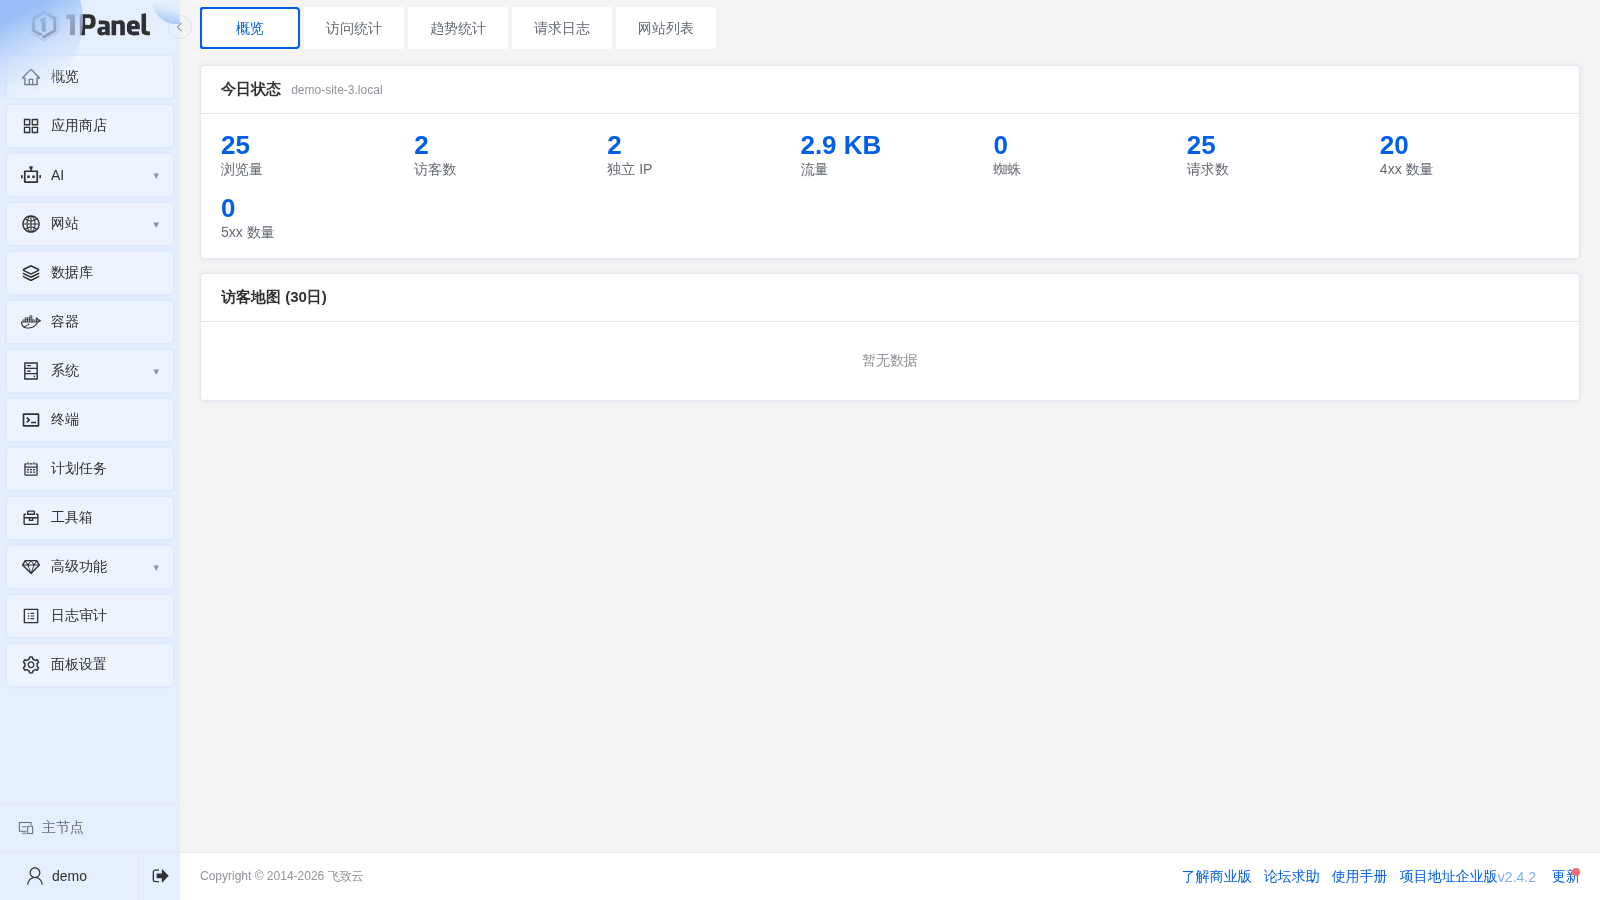 1Panel
概览
应用商店
AI
网站
数据库
容器
系统
终端
计划任务
工具箱
高级功能
日志审计
面板设置
主节点
demo
概览 访问统计 趋势统计 请求日志 网站列表
今日状态 demo-site-3.local
25 2 2 2.9 KB 0 25 20
浏览量 访客数 独立 IP 流量 蜘蛛 请求数 4xx 数量
0
5xx 数量
访客地图 (30日)
暂无数据
Copyright © 2014-2026 飞致云 了解商业版 论坛求助 使用手册 项目地址企业版v2.4.2 更新